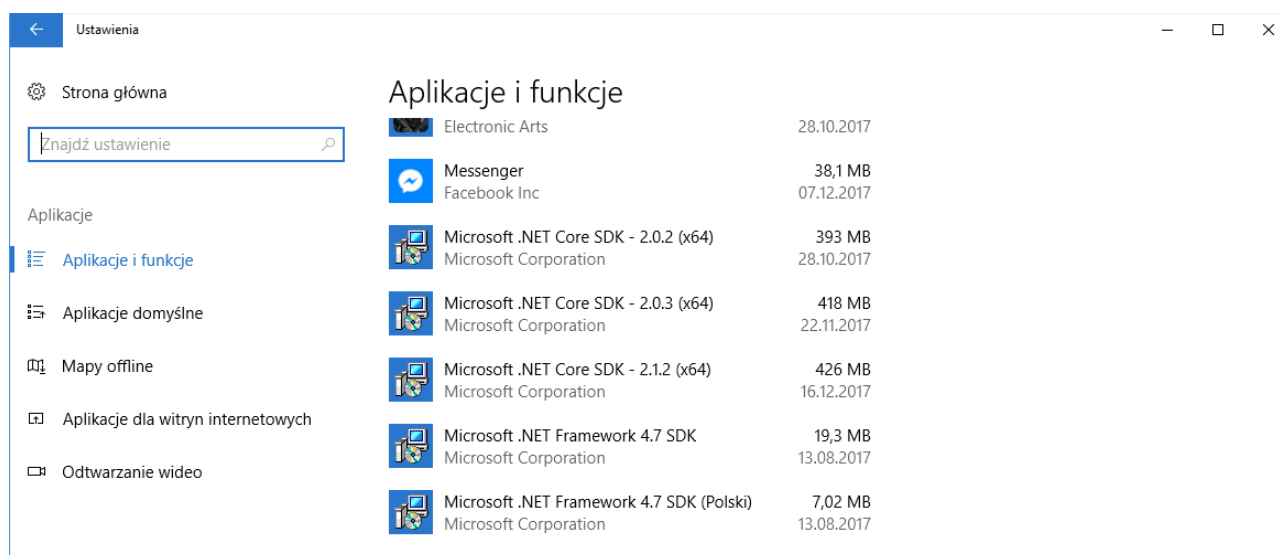 Ustawienia
Strona główna
Znajdź ustawienie
Aplikacje
Aplikacje i funkcje
Aplikacje domyślne
Mapy offline
Aplikacje dla witryn internetowych
Odtwarzanie wideo
Aplikacje i funkcje
Electronic Arts 28.10.2017
Messenger 38,1 MB
Facebook Inc 07.12.2017
Microsoft .NET Core SDK - 2.0.2 (x64) 393 MB
Microsoft Corporation 28.10.2017
Microsoft .NET Core SDK - 2.0.3 (x64) 418 MB
Microsoft Corporation 22.11.2017
Microsoft .NET Core SDK - 2.1.2 (x64) 426 MB
Microsoft Corporation 16.12.2017
Microsoft .NET Framework 4.7 SDK 19,3 MB
Microsoft Corporation 13.08.2017
Microsoft .NET Framework 4.7 SDK (Polski) 7,02 MB
Microsoft Corporation 13.08.2017